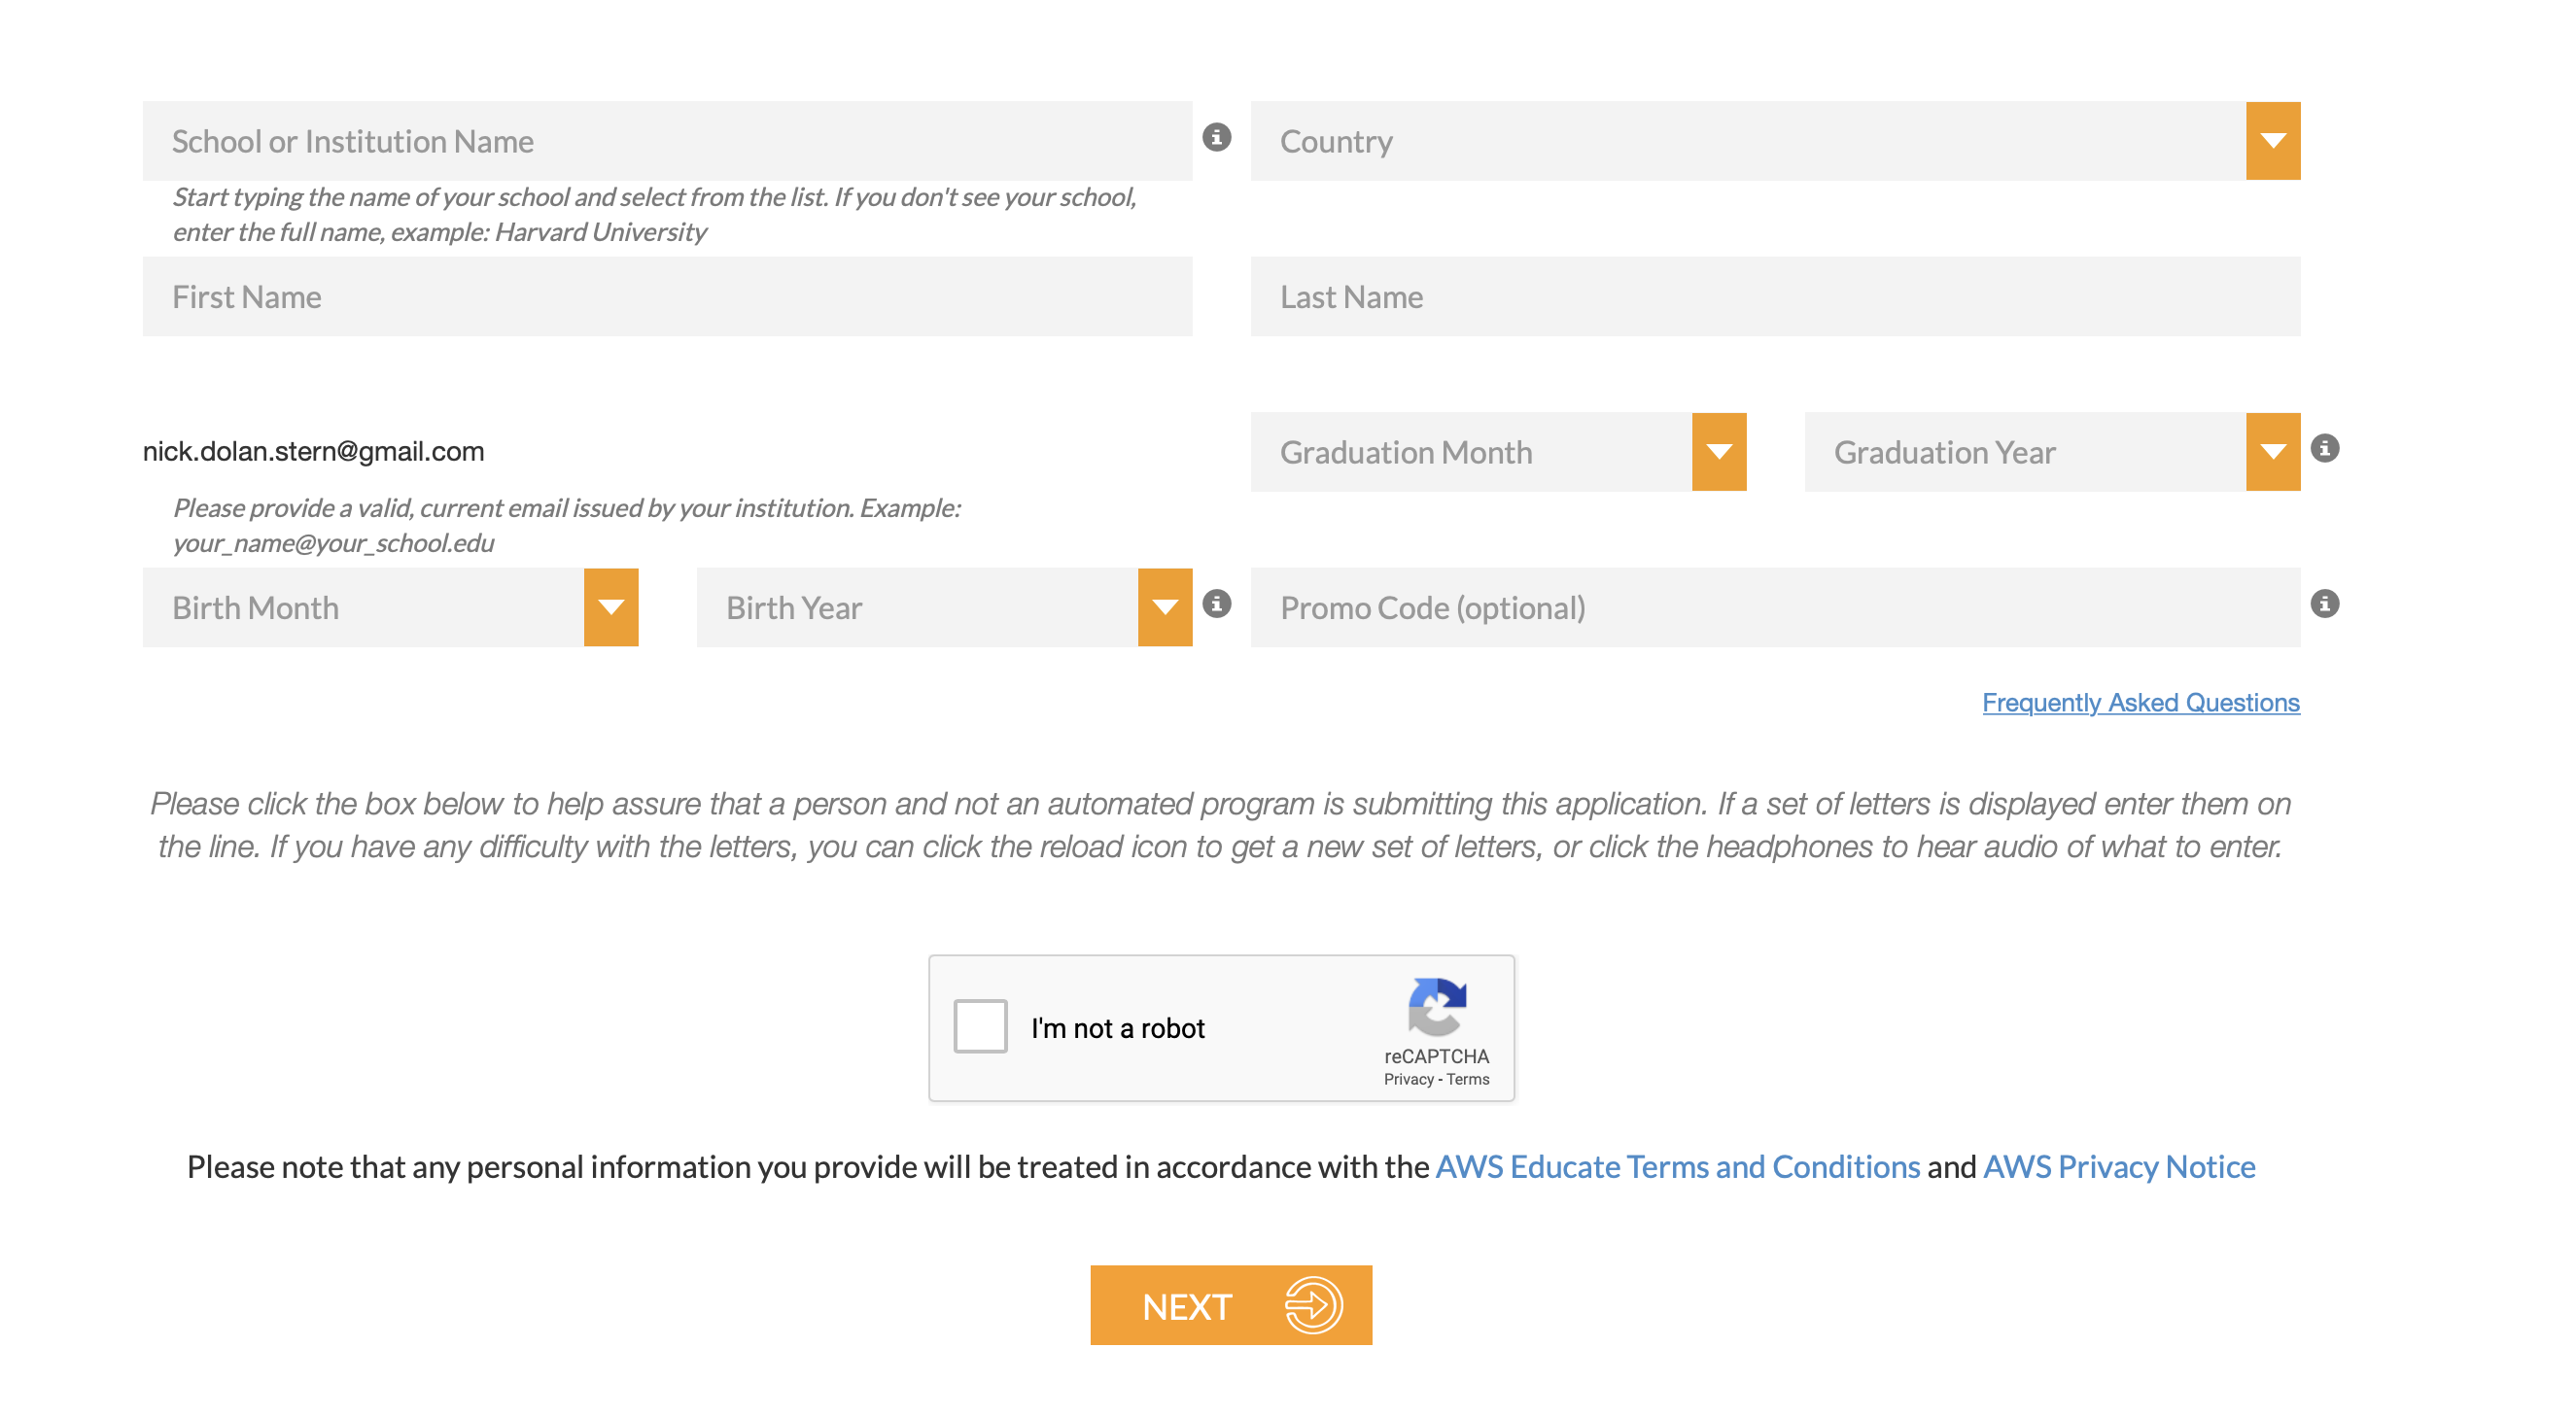 School or Institution Name
Country
Start typing the name of your school and select from the list. If you don't see your school,
enter the full name, example: Harvard University
First Name
Last Name
nick.dolan.stern@gmail.com
Graduation Month
Graduation Year
Please provide a valid, current email issued by your institution. Example:
your_name@your_school.edu
Birth Month
Birth Year
Promo Code (optional)
Frequently Asked Questions
Please click the box below to help assure that a person and not an automated program is submitting this application. If a set of letters is displayed enter them on
the line. If you have any difficulty with the letters, you can click the reload icon to get a new set of letters, or click the headphones to hear audio of what to enter.
I'm not a robot
reCAPTCHA
Privacy - Terms
Please note that any personal information you provide will be treated in accordance with the AWS Educate Terms and Conditions and AWS Privacy Notice
NEXT